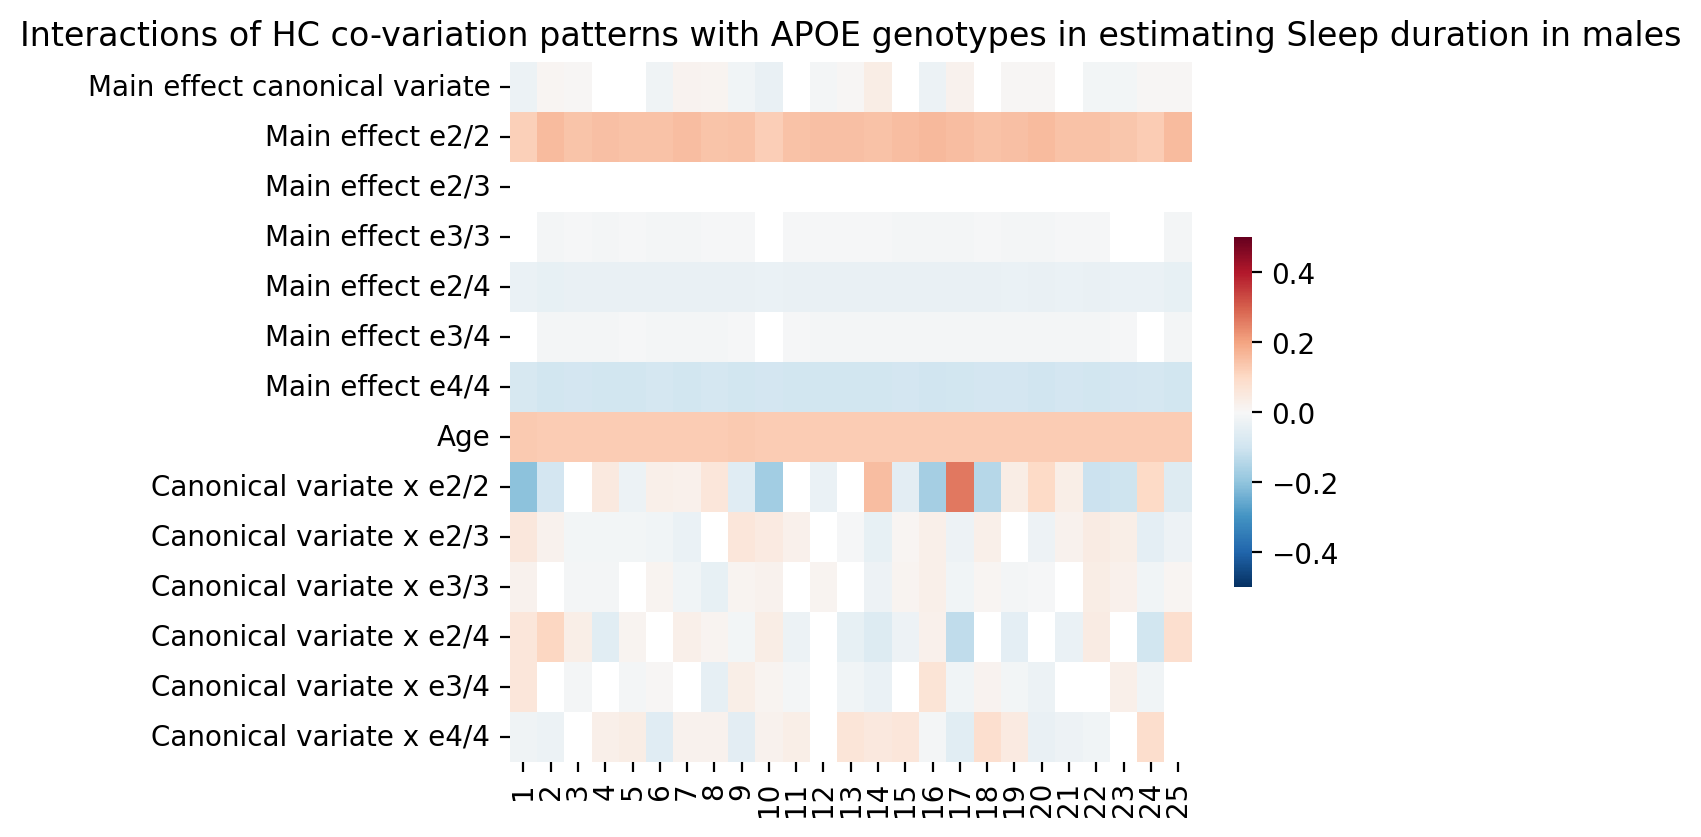 Interactions of HC co-variation patterns with APOE genotypes in estimating Sleep duration in males
Main effect canonical variate
Main effect e2/2
Main effect e2/3
Main effect e3/3
Main effect e2/4
Main effect e3/4
Main effect e4/4
Age
Canonical variate x e2/2
Canonical variate x e2/3
Canonical variate x e3/3
Canonical variate x e2/4
Canonical variate x e3/4
Canonical variate x e4/4
1
2
3
4
5
6
7
8
9
10
11
12
13
14
15
16
17
18
19
20
21
22
23
24
25
0.4
0.2
0.0
−0.2
−0.4